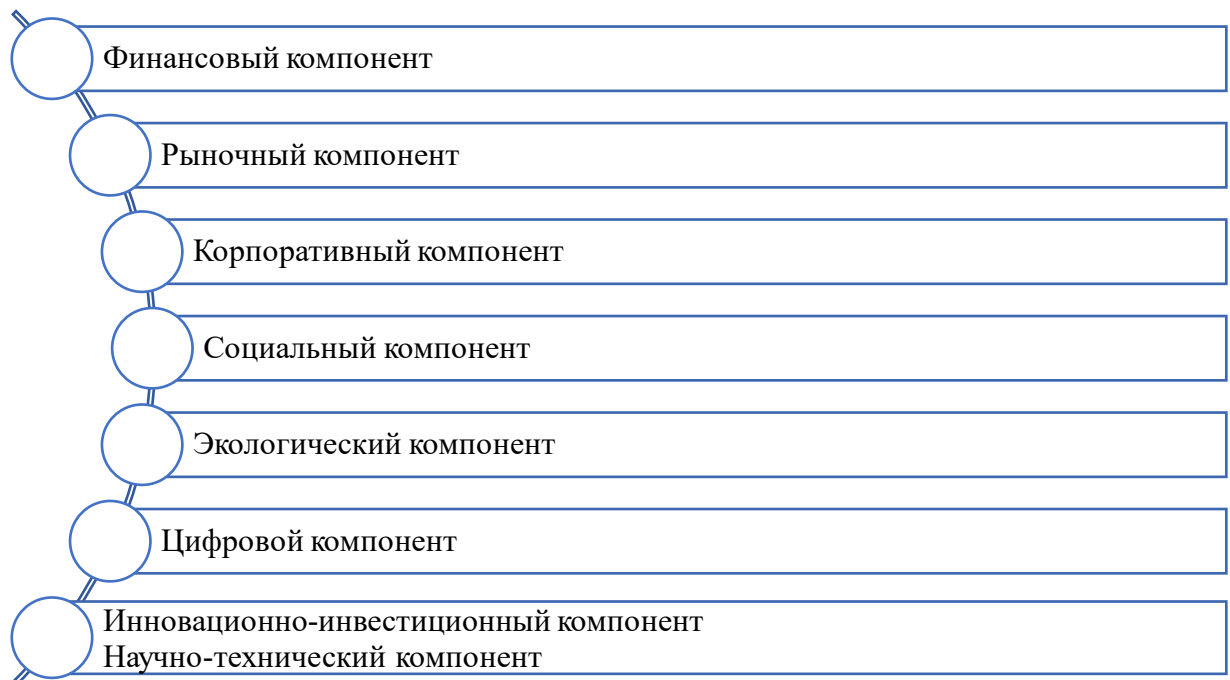 Финансовый компонент
Рыночный компонент
Корпоративный компонент
Социальный компонент
Экологический компонент
Цифровой компонент
Инновационно-инвестиционный компонент
Научно-технический компонент